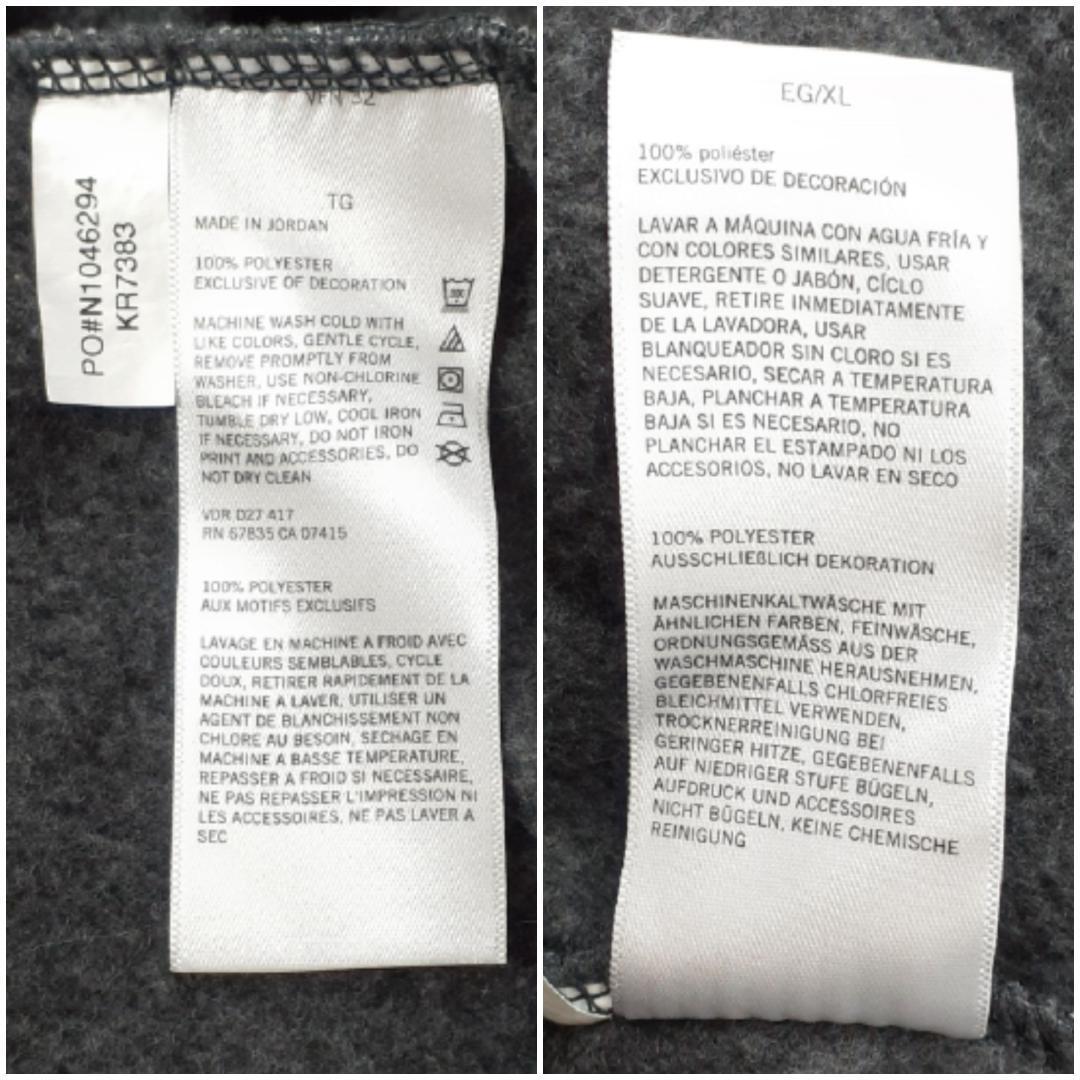 PO#N1046294
KR7383
TG
MADE IN JORDAN
100% POLYESTER
EXCLUSIVE OF DECORATION
MACHINE WASH COLD WITH
LIKE COLORS, GENTLE CYCLE,
REMOVE PROMPTLY FROM
WASHER, USE NON-CHLORINE
BLEACH IF NECESSARY,
TUMBLE DRY LOW, COOL IRON
IF NECESSARY, DO NOT IRON
PRINT AND ACCESSORIES, DO
NOT DRY CLEAN
VDR D27 417
RN 67835 CA 07415
100% POLYESTER
AUX MOTIFS EXCLUSIFS
LAVAGE EN MACHINE A FROID AVEC
COULEURS SEMBLABLES, CYCLE
DOUX, RETIRER RAPIDEMENT DE LA
MACHINE A LAVER, UTILISER UN
AGENT DE BLANCHISSEMENT NON
CHLORE AU BESOIN, SECHAGE EN
MACHINE A BASSE TEMPERATURE,
REPASSER A FROID SI NECESSAIRE,
NE PAS REPASSER L'IMPRESSION NI
LES ACCESSOIRES, NE PAS LAVER A
SEC
EG/XL
100% poliéster
EXCLUSIVO DE DECORACIÓN
LAVAR A MÁQUINA CON AGUA FRÍA Y
CON COLORES SIMILARES, USAR
DETERGENTE O JABÓN, CÍCLO
SUAVE, RETIRE INMEDIATAMENTE
DE LA LAVADORA, USAR
BLANQUEADOR SIN CLORO SI ES
NECESARIO, SECAR A TEMPERATURA
BAJA, PLANCHAR A TEMPERATURA
BAJA SI ES NECESARIO, NO
PLANCHAR EL ESTAMPADO NI LOS
ACCESORIOS, NO LAVAR EN SECO
100% POLYESTER
AUSSCHLIEßLICH DEKORATION
MASCHINENKALTWÄSCHE MIT
ÄHNLICHEN FARBEN, FEINWÄSCHE,
ORDNUNGSGEMÄSS AUS DER
WASCHMASCHINE HERAUSNEHMEN,
GEGEBENENFALLS CHLORFREIES
BLEICHMITTEL VERWENDEN,
TROCKNERREINIGUNG BEI
GERINGER HITZE, GEGEBENENFALLS
AUF NIEDRIGER STUFE BÜGELN,
AUFDRUCK UND ACCESSOIRES
NICHT BÜGELN, KEINE CHEMISCHE
REINIGUNG